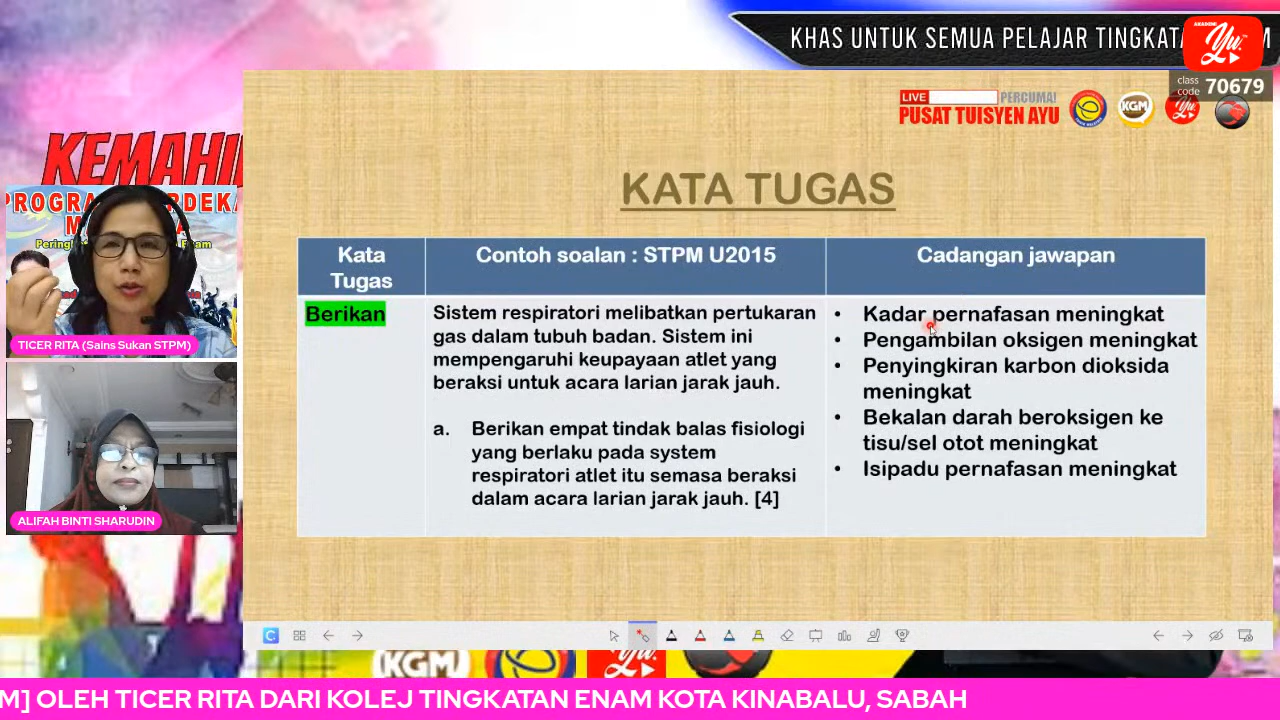 KHAS UNTUK SEMUA PELAJAR TINGKATA
M
AKADEMI
Yu.
class
code 70679
LIVE
PERCUMA!
PUSAT TUISYEN AYU
KGM
KEMAHI
KATA TUGAS
Kata
Tugas
Contoh soalan : STPM U2015
Cadangan jawapan
Berikan
Sistem respiratori melibatkan pertukaran
gas dalam tubuh badan. Sistem ini
mempengaruhi keupayaan atlet yang
beraksi untuk acara larian jarak jauh.
a. Berikan empat tindak balas fisiologi
yang berlaku pada system
respiratori atlet itu semasa beraksi
dalam acara larian jarak jauh. [4]
• Kadar pernafasan meningkat
• Pengambilan oksigen meningkat
• Penyingkiran karbon dioksida
meningkat
• Bekalan darah beroksigen ke
tisu/sel otot meningkat
• Isipadu pernafasan meningkat
TICER RITA (Sains Sukan STPM)
ALIFAH BINTI SHARUDIN
KGM
M] OLEH TICER RITA DARI KOLEJ TINGKATAN ENAM KOTA KINABALU, SABAH